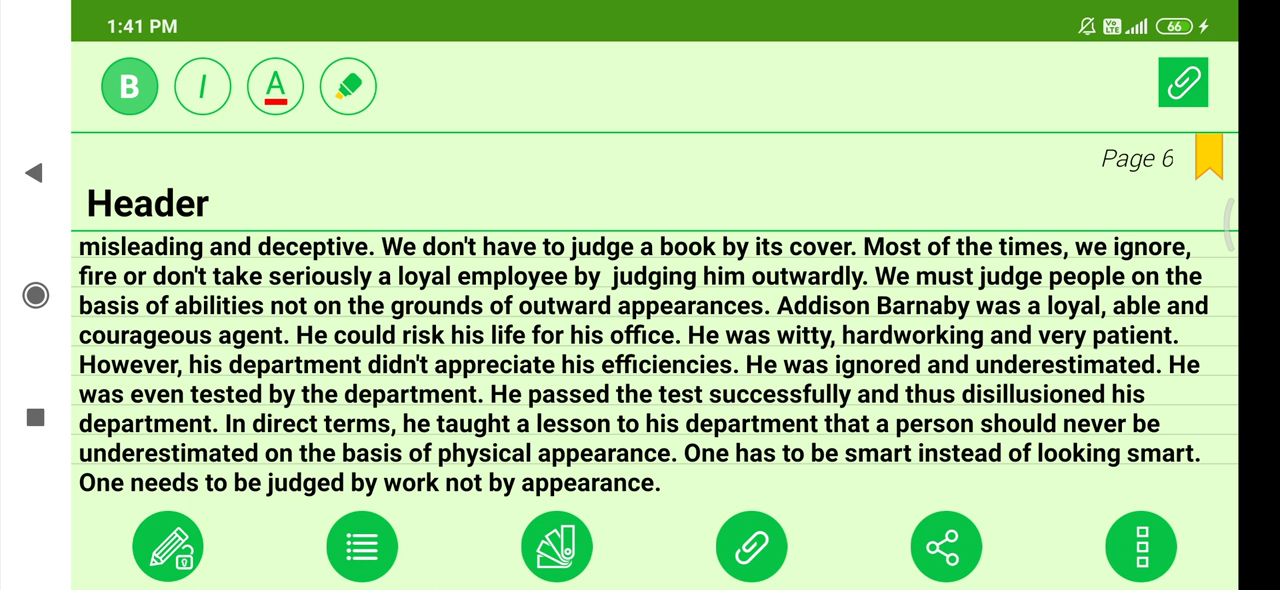 1:41 PM
Vo LTE 66
B I A
Page 6
Header
misleading and deceptive. We don't have to judge a book by its cover. Most of the times, we ignore,
fire or don't take seriously a loyal employee by  judging him outwardly. We must judge people on the
basis of abilities not on the grounds of outward appearances. Addison Barnaby was a loyal, able and
courageous agent. He could risk his life for his office. He was witty, hardworking and very patient.
However, his department didn't appreciate his efficiencies. He was ignored and underestimated. He
was even tested by the department. He passed the test successfully and thus disillusioned his
department. In direct terms, he taught a lesson to his department that a person should never be
underestimated on the basis of physical appearance. One has to be smart instead of looking smart.
One needs to be judged by work not by appearance.